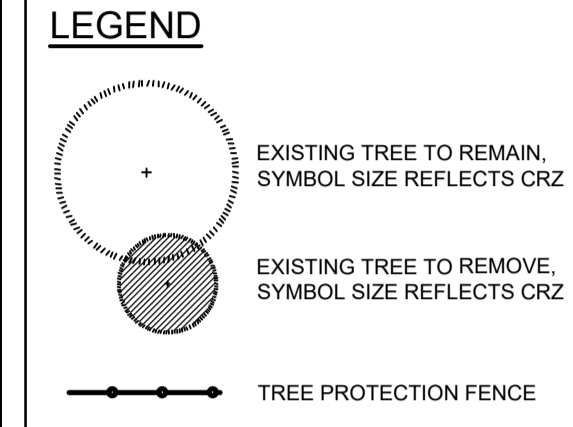 LEGEND
EXISTING TREE TO REMAIN,
SYMBOL SIZE REFLECTS CRZ
EXISTING TREE TO REMOVE,
SYMBOL SIZE REFLECTS CRZ
TREE PROTECTION FENCE